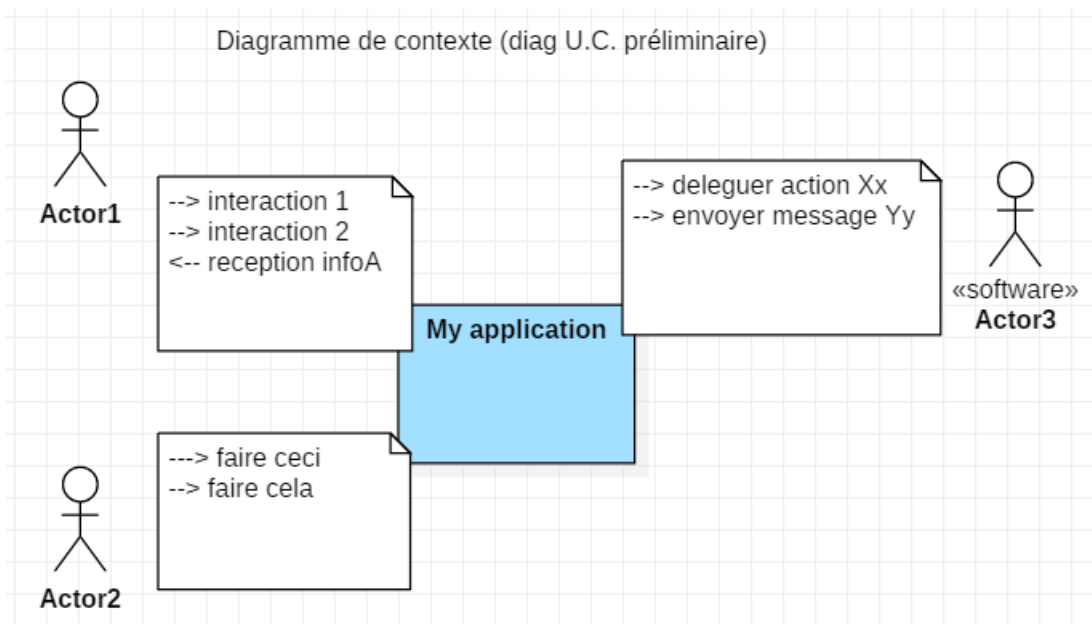 Diagramme de contexte (diag U.C. préliminaire)
Actor1
--> interaction 1
--> interaction 2
<-- reception infoA
--> deleguer action Xx
--> envoyer message Yy
«software»
Actor3
My application
---> faire ceci
--> faire cela
Actor2